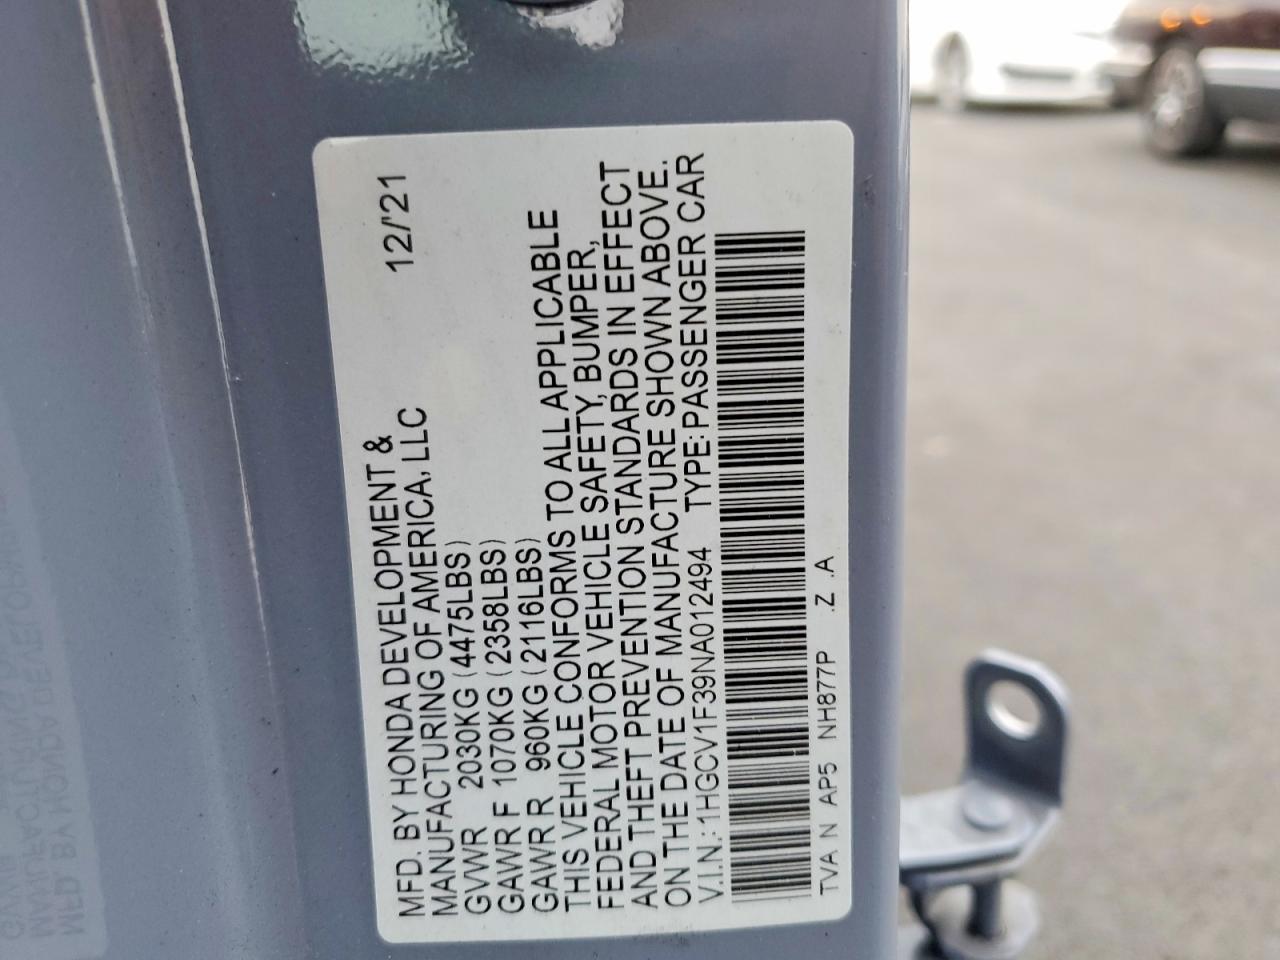 MFD. BY HONDA DEVELOPMENT &
MANUFACTURING OF AMERICA, LLC 12/'21
GVWR 2030KG (4475LBS)
GAWR F 1070KG (2358LBS)
GAWR R 960KG (2116LBS)
THIS VEHICLE CONFORMS TO ALL APPLICABLE
FEDERAL MOTOR VEHICLE SAFETY, BUMPER,
AND THEFT PREVENTION STANDARDS IN EFFECT
ON THE DATE OF MANUFACTURE SHOWN ABOVE.
V.I.N.: 1HGCV1F39NA012494 TYPE: PASSENGER CAR
TVA N AP5 NH877P .Z .A